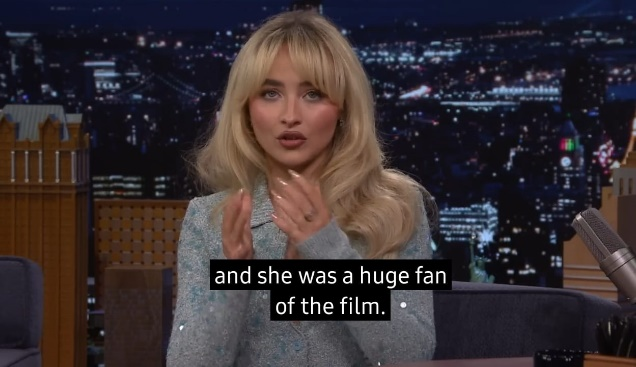 and she was a huge fan
of the film.